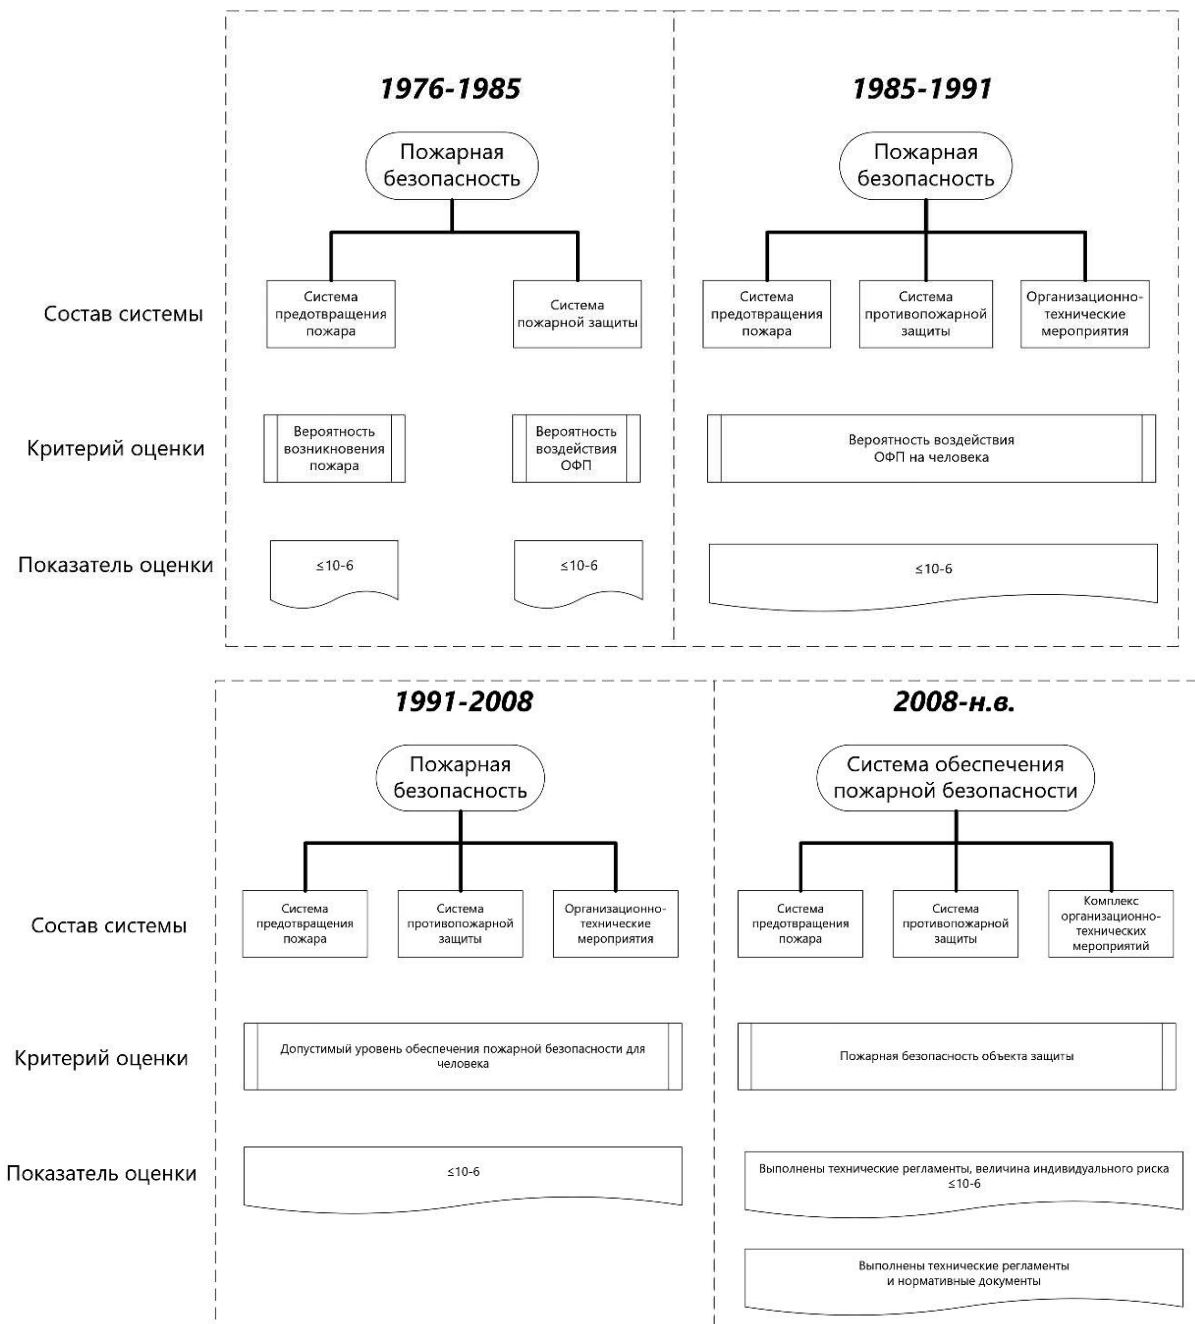 1976-1985
1985-1991
Пожарная
безопасность
Пожарная
безопасность
Состав системы
Система
предотвращения
пожара
Система
пожарной защиты
Система
предотвращения
пожара
Система
противопожарной
защиты
Организационно-
технические
мероприятия
Критерий оценки
Вероятность
возникновения
пожара
Вероятность
воздействия
ОФП
Вероятность воздействия
ОФП на человека
Показатель оценки
≤10-6
≤10-6
≤10-6
1991-2008
2008-н.в.
Пожарная
безопасность
Система обеспечения
пожарной безопасности
Состав системы
Система
предотвращения
пожара
Система
противопожарной
защиты
Организационно-
технические
мероприятия
Система
предотвращения
пожара
Система
противопожарной
защиты
Комплекс
организационно-
технических
мероприятий
Критерий оценки
Допустимый уровень обеспечения пожарной безопасности для
человека
Пожарная безопасность объекта защиты
Показатель оценки
≤10-6
Выполнены технические регламенты, величина индивидуального риска
≤10-6
Выполнены технические регламенты
и нормативные документы